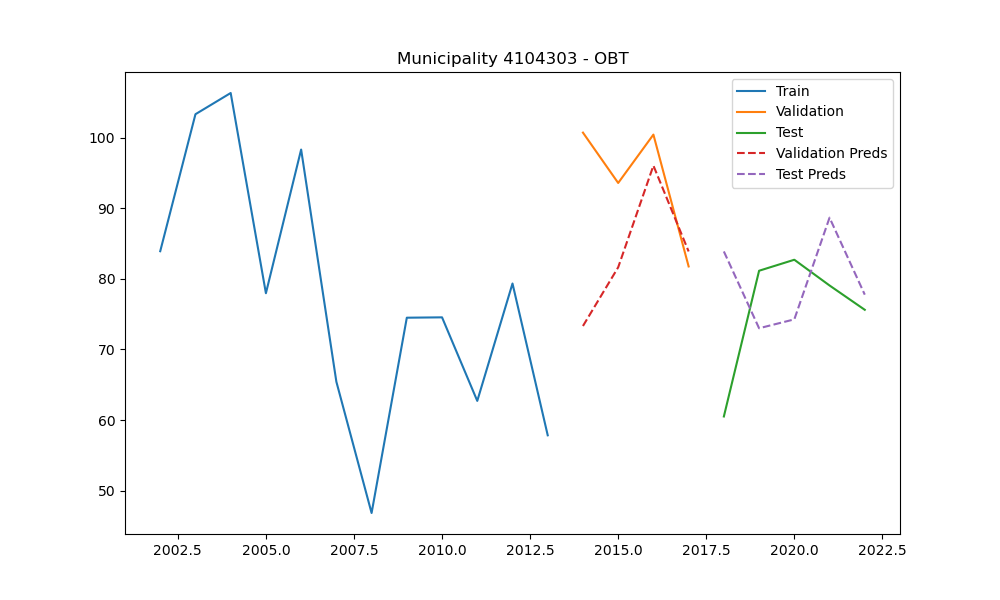 Municipality 4104303 - OBT
Train
Validation
Test
Validation Preds
Test Preds
100
90
80
70
60
50
2002.5 2005.0 2007.5 2010.0 2012.5 2015.0 2017.5 2020.0 2022.5